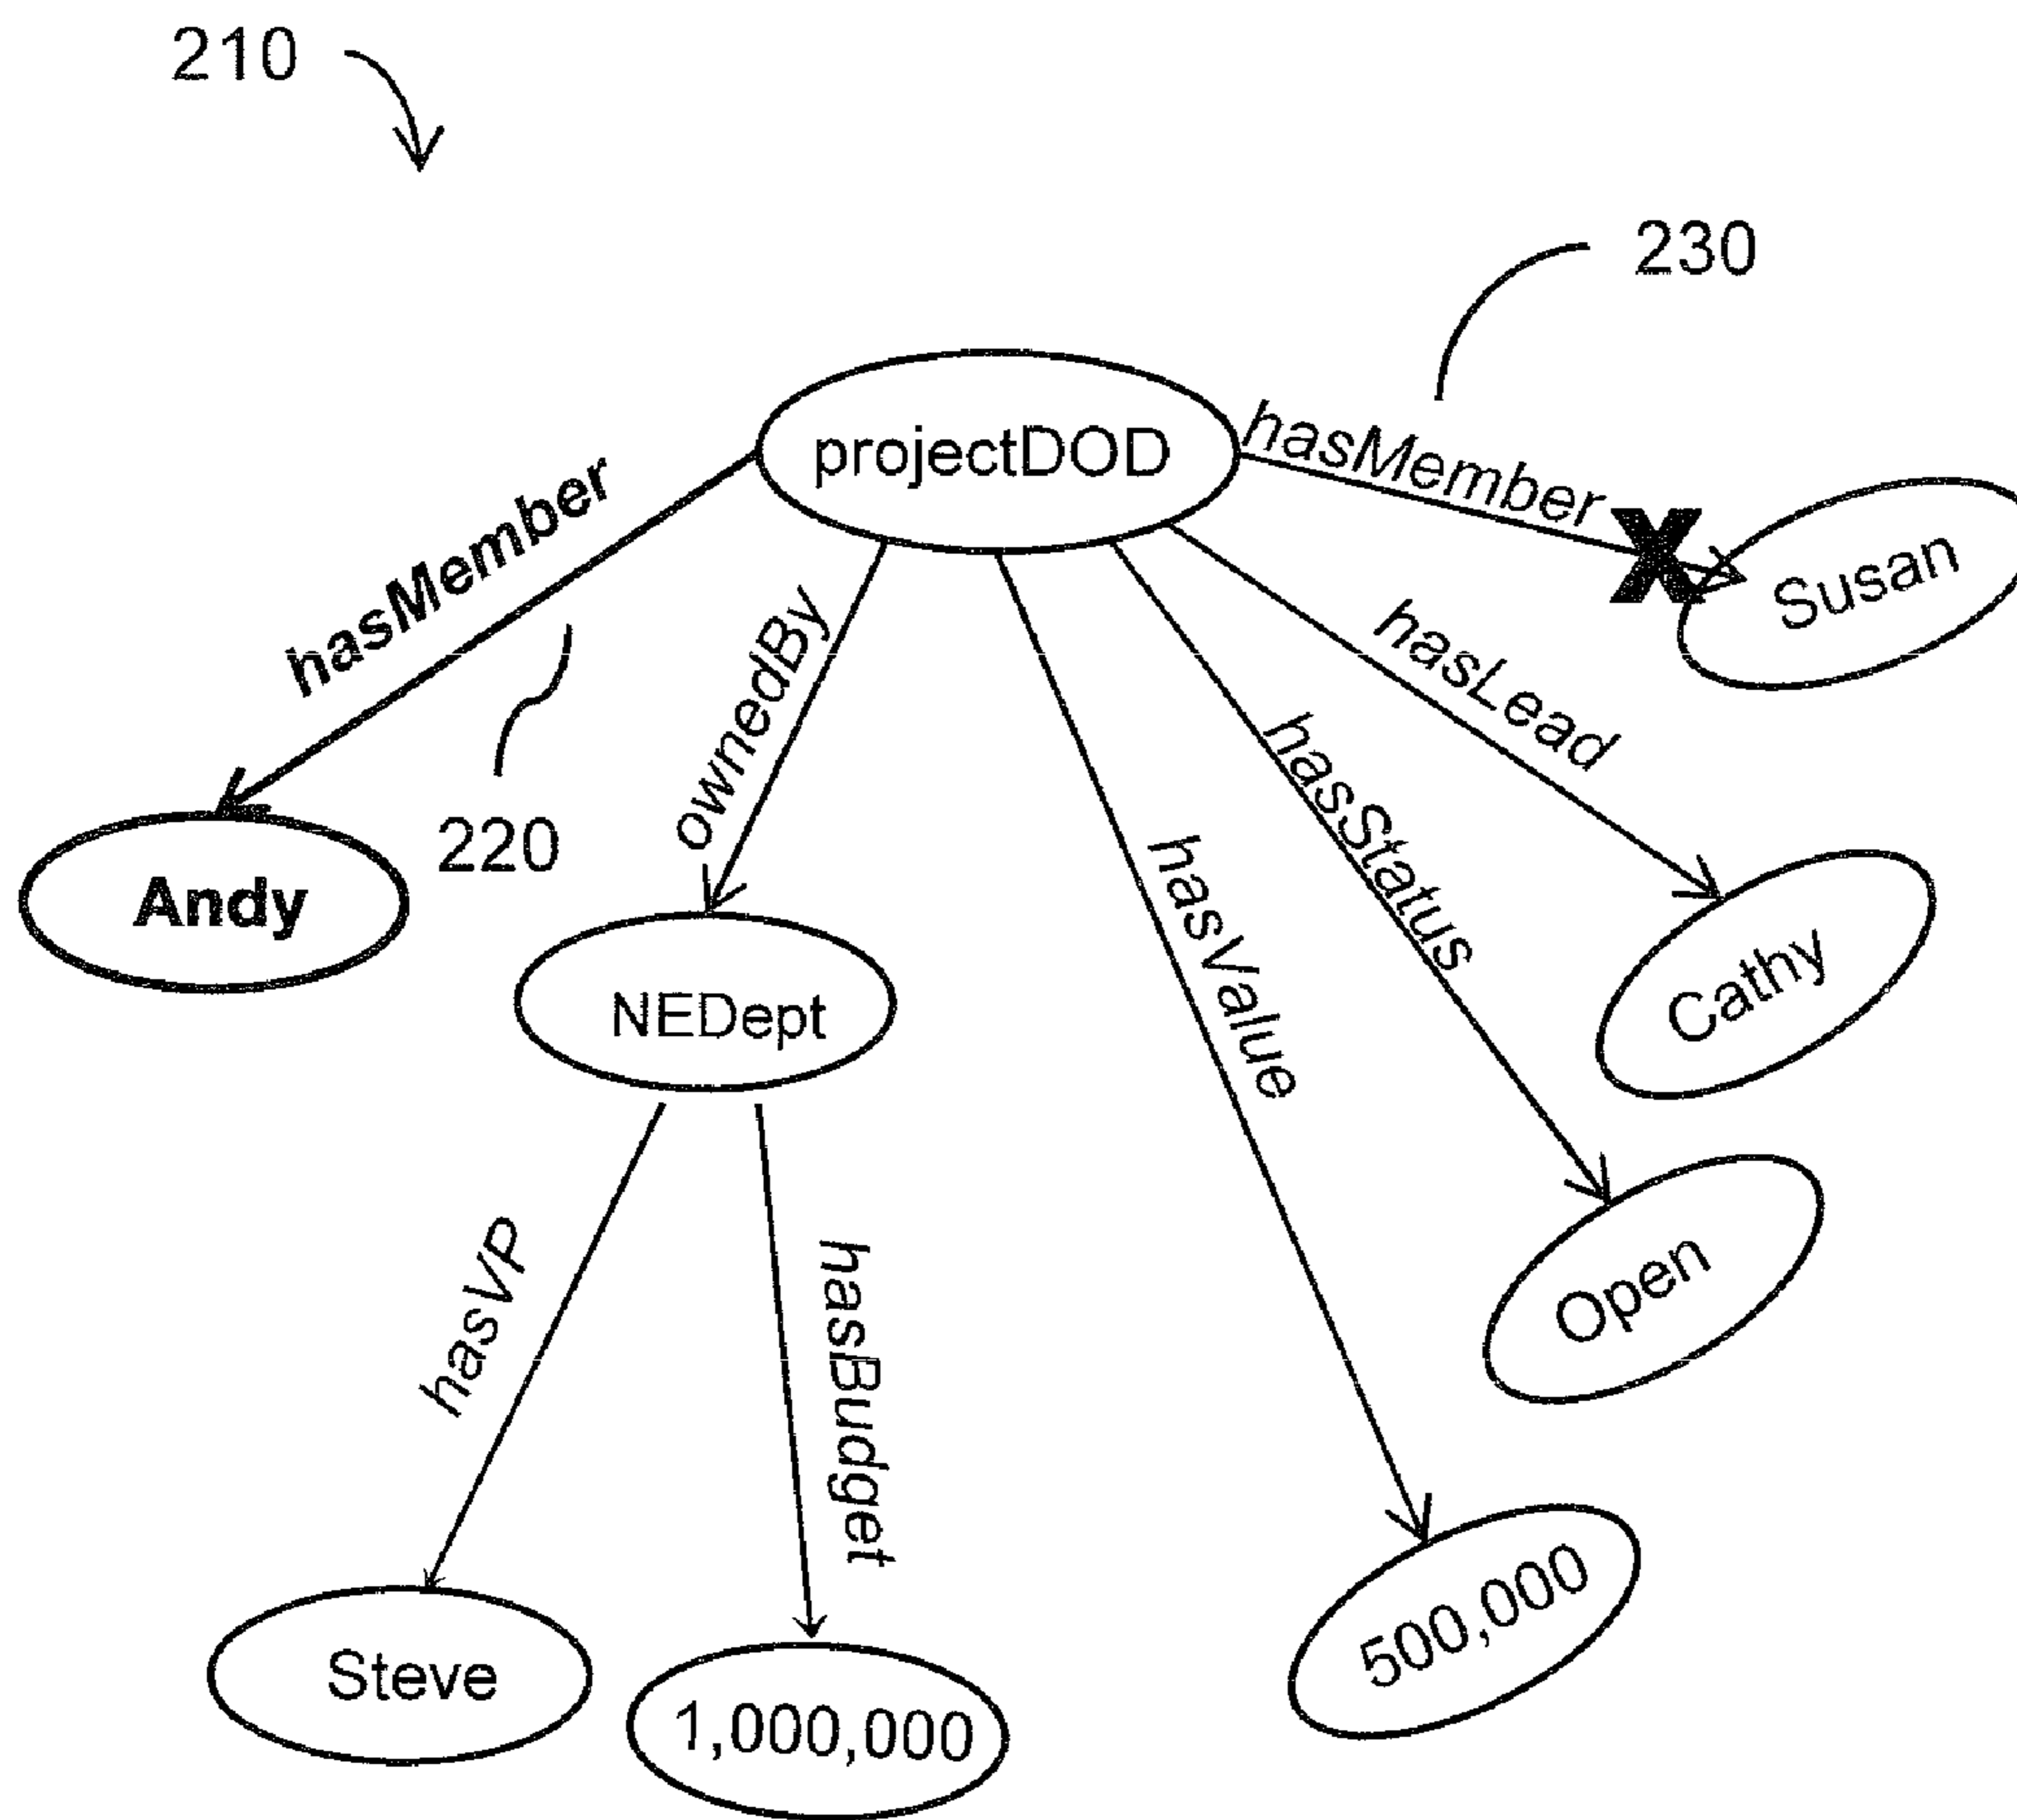 210
230
projectDOD
hasMember
hasMember
X
Susan
ownedBy
hasLead
hasStatus
hasValue
220
Andy
NEDept
Cathy
hasVP
hasBudget
Open
500,000
Steve
1,000,000